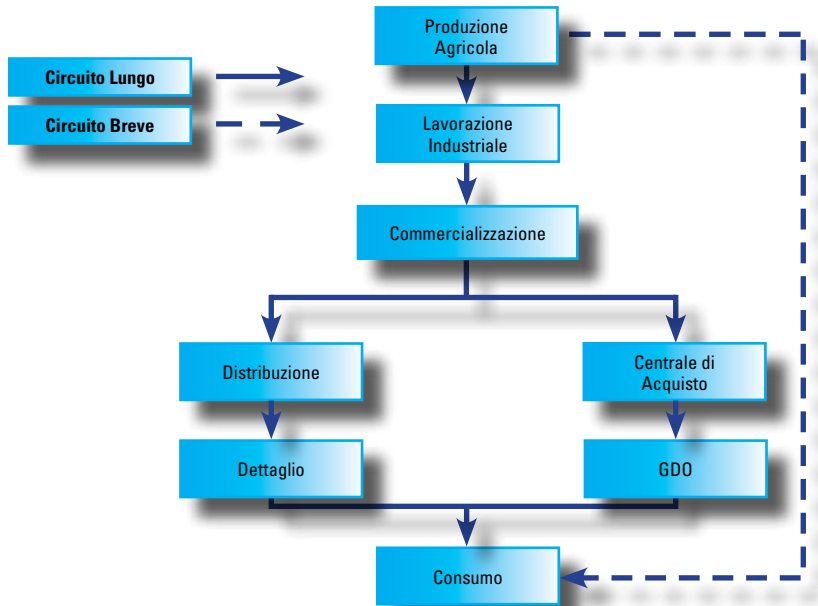 Produzione
Agricola
Circuito Lungo
Circuito Breve
Lavorazione
Industriale
Commercializzazione
Distribuzione
Centrale di
Acquisto
Dettaglio
GDO
Consumo